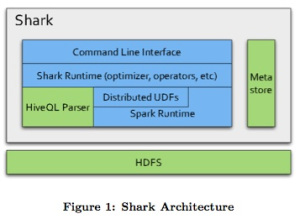 Shark
Command Line Interface
Shark Runtime (optimizer, operators, etc)
HiveQL Parser
Distributed UDFs
Spark Runtime
Meta
store
HDFS
Figure 1: Shark Architecture